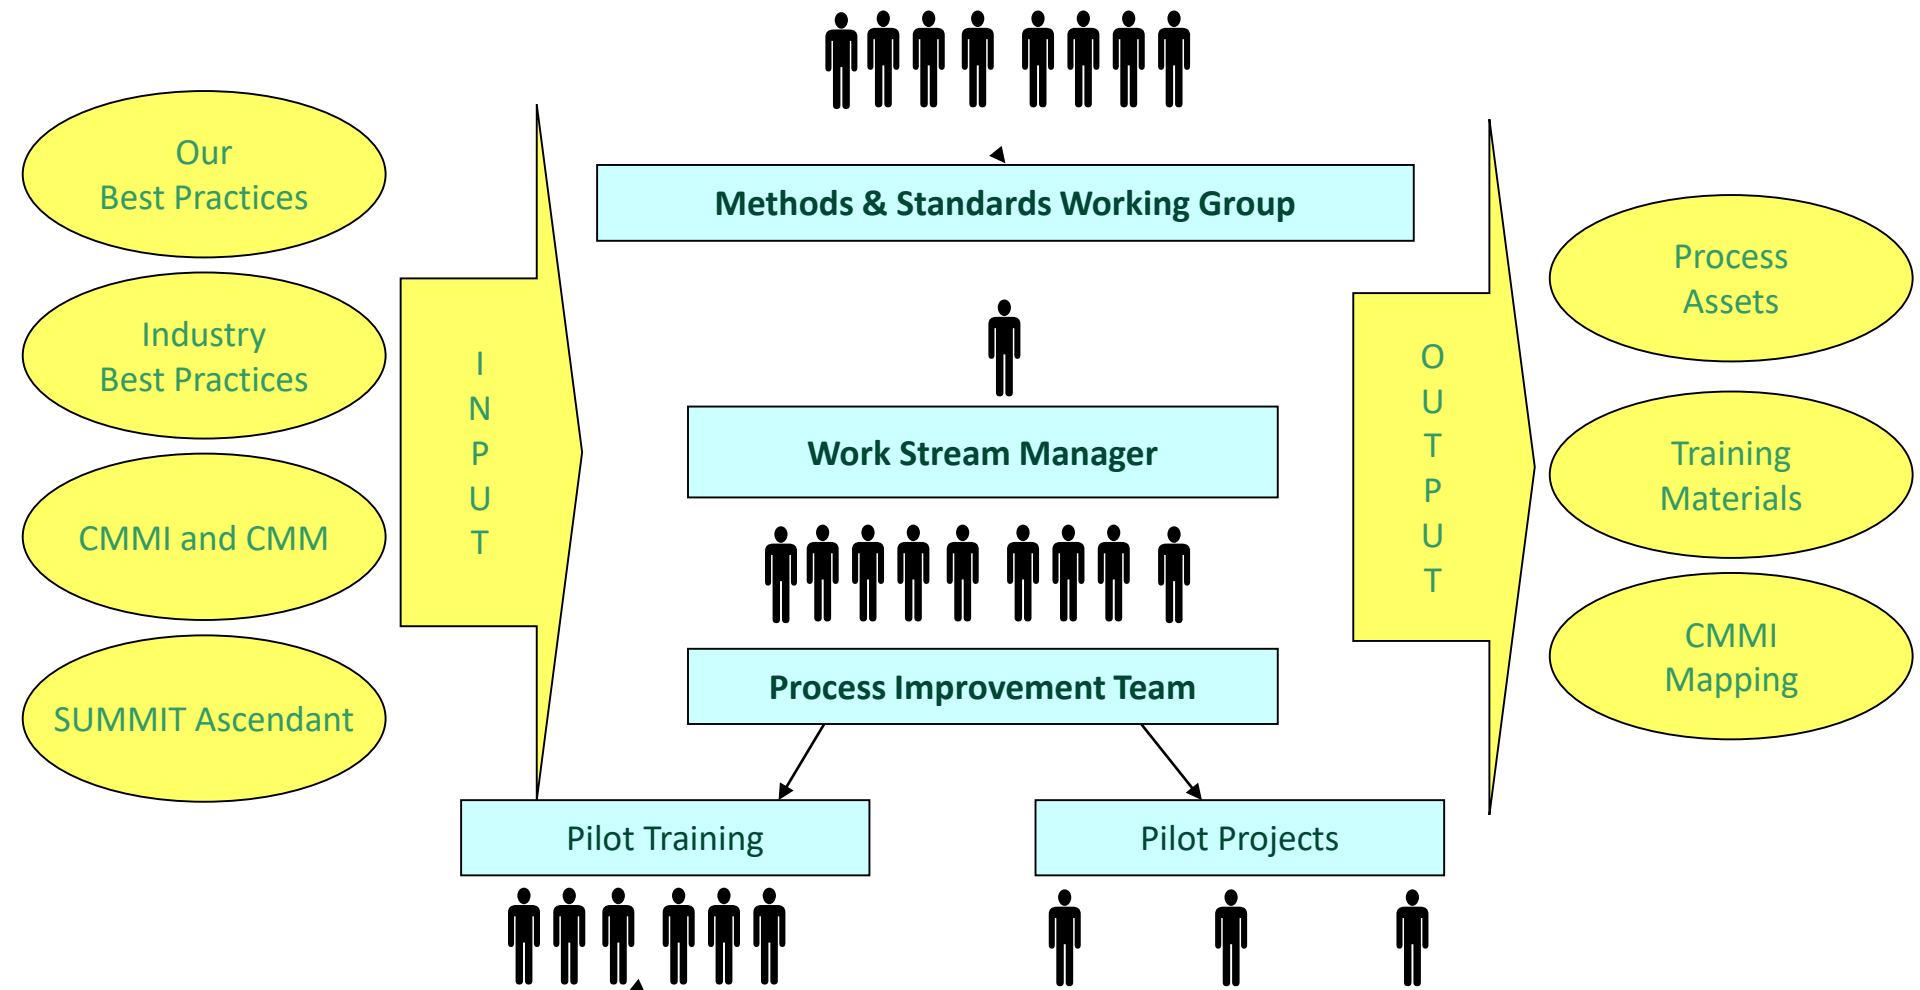 Our
Best Practices
Industry
Best Practices
CMMI and CMM
SUMMIT Ascendant
I
N
P
U
T
Methods & Standards Working Group
Work Stream Manager
Process Improvement Team
Pilot Training
Pilot Projects
O
U
T
P
U
T
Process
Assets
Training
Materials
CMMI
Mapping